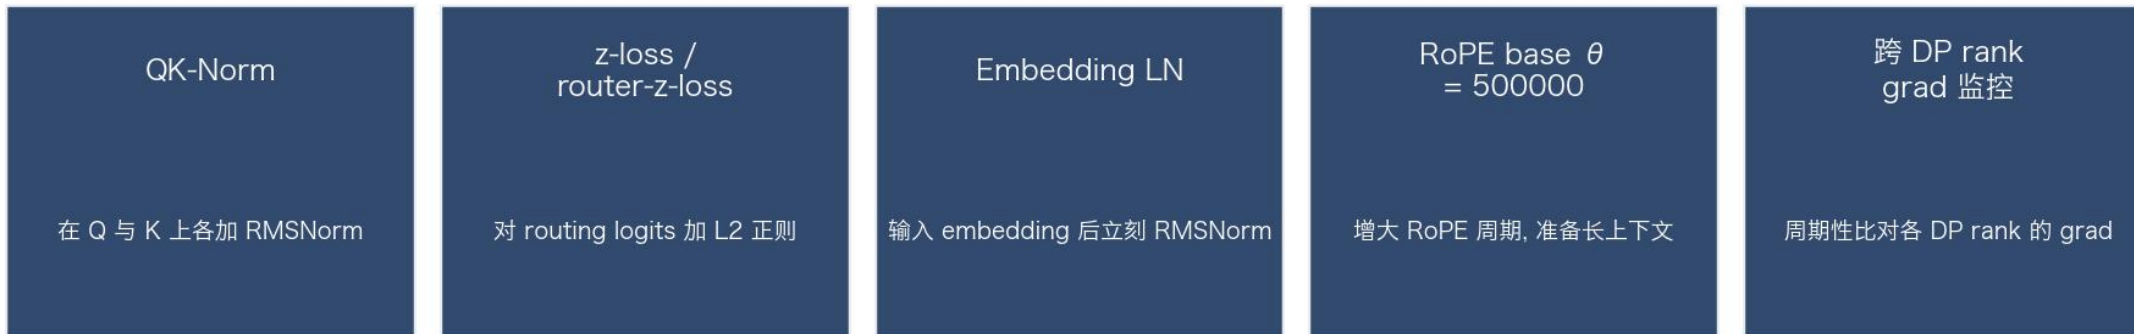 QK-Norm
在 Q 与 K 上各加 RMSNorm
z-loss /
router-z-loss
对 routing logits 加 L2 正则
Embedding LN
输入 embedding 后立刻 RMSNorm
RoPE base θ
= 500000
增大 RoPE 周期, 准备长上下文
跨 DP rank
grad 监控
周期性比对各 DP rank 的 grad